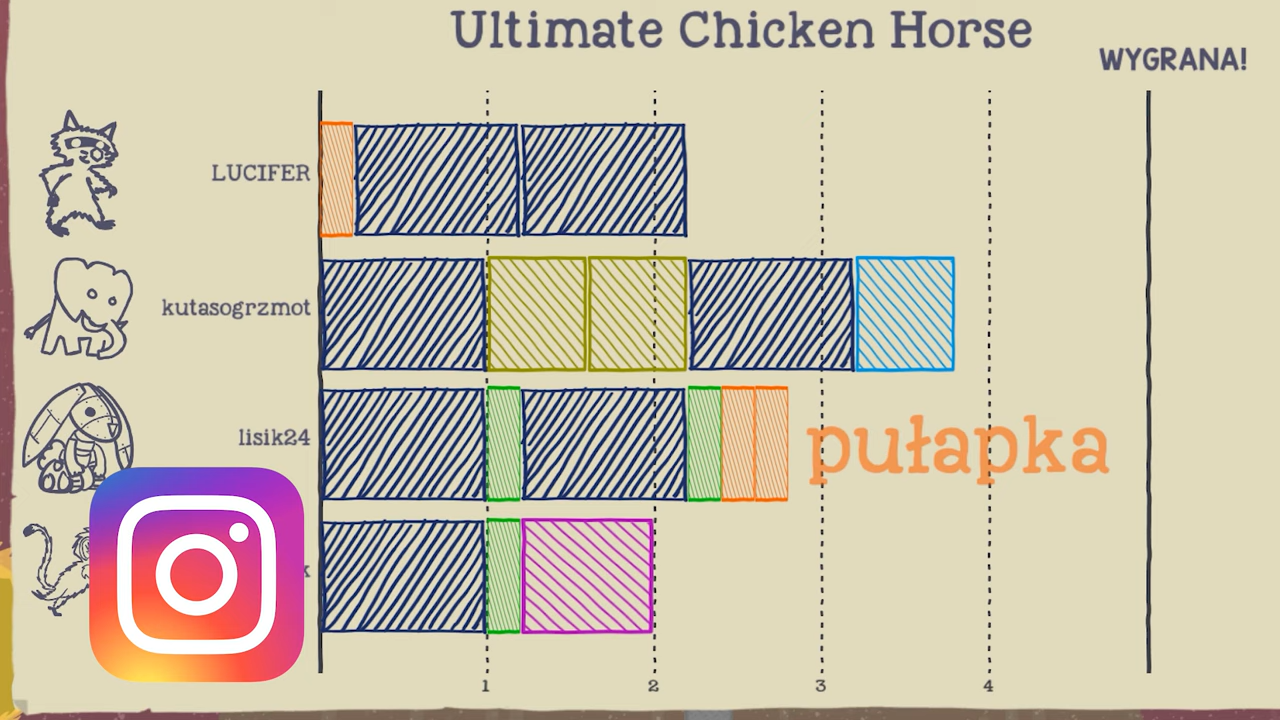 Ultimate Chicken Horse
WYGRANA!
LUCIFER
kutasogrzmot
lisik24
pułapka
1 2 3 4